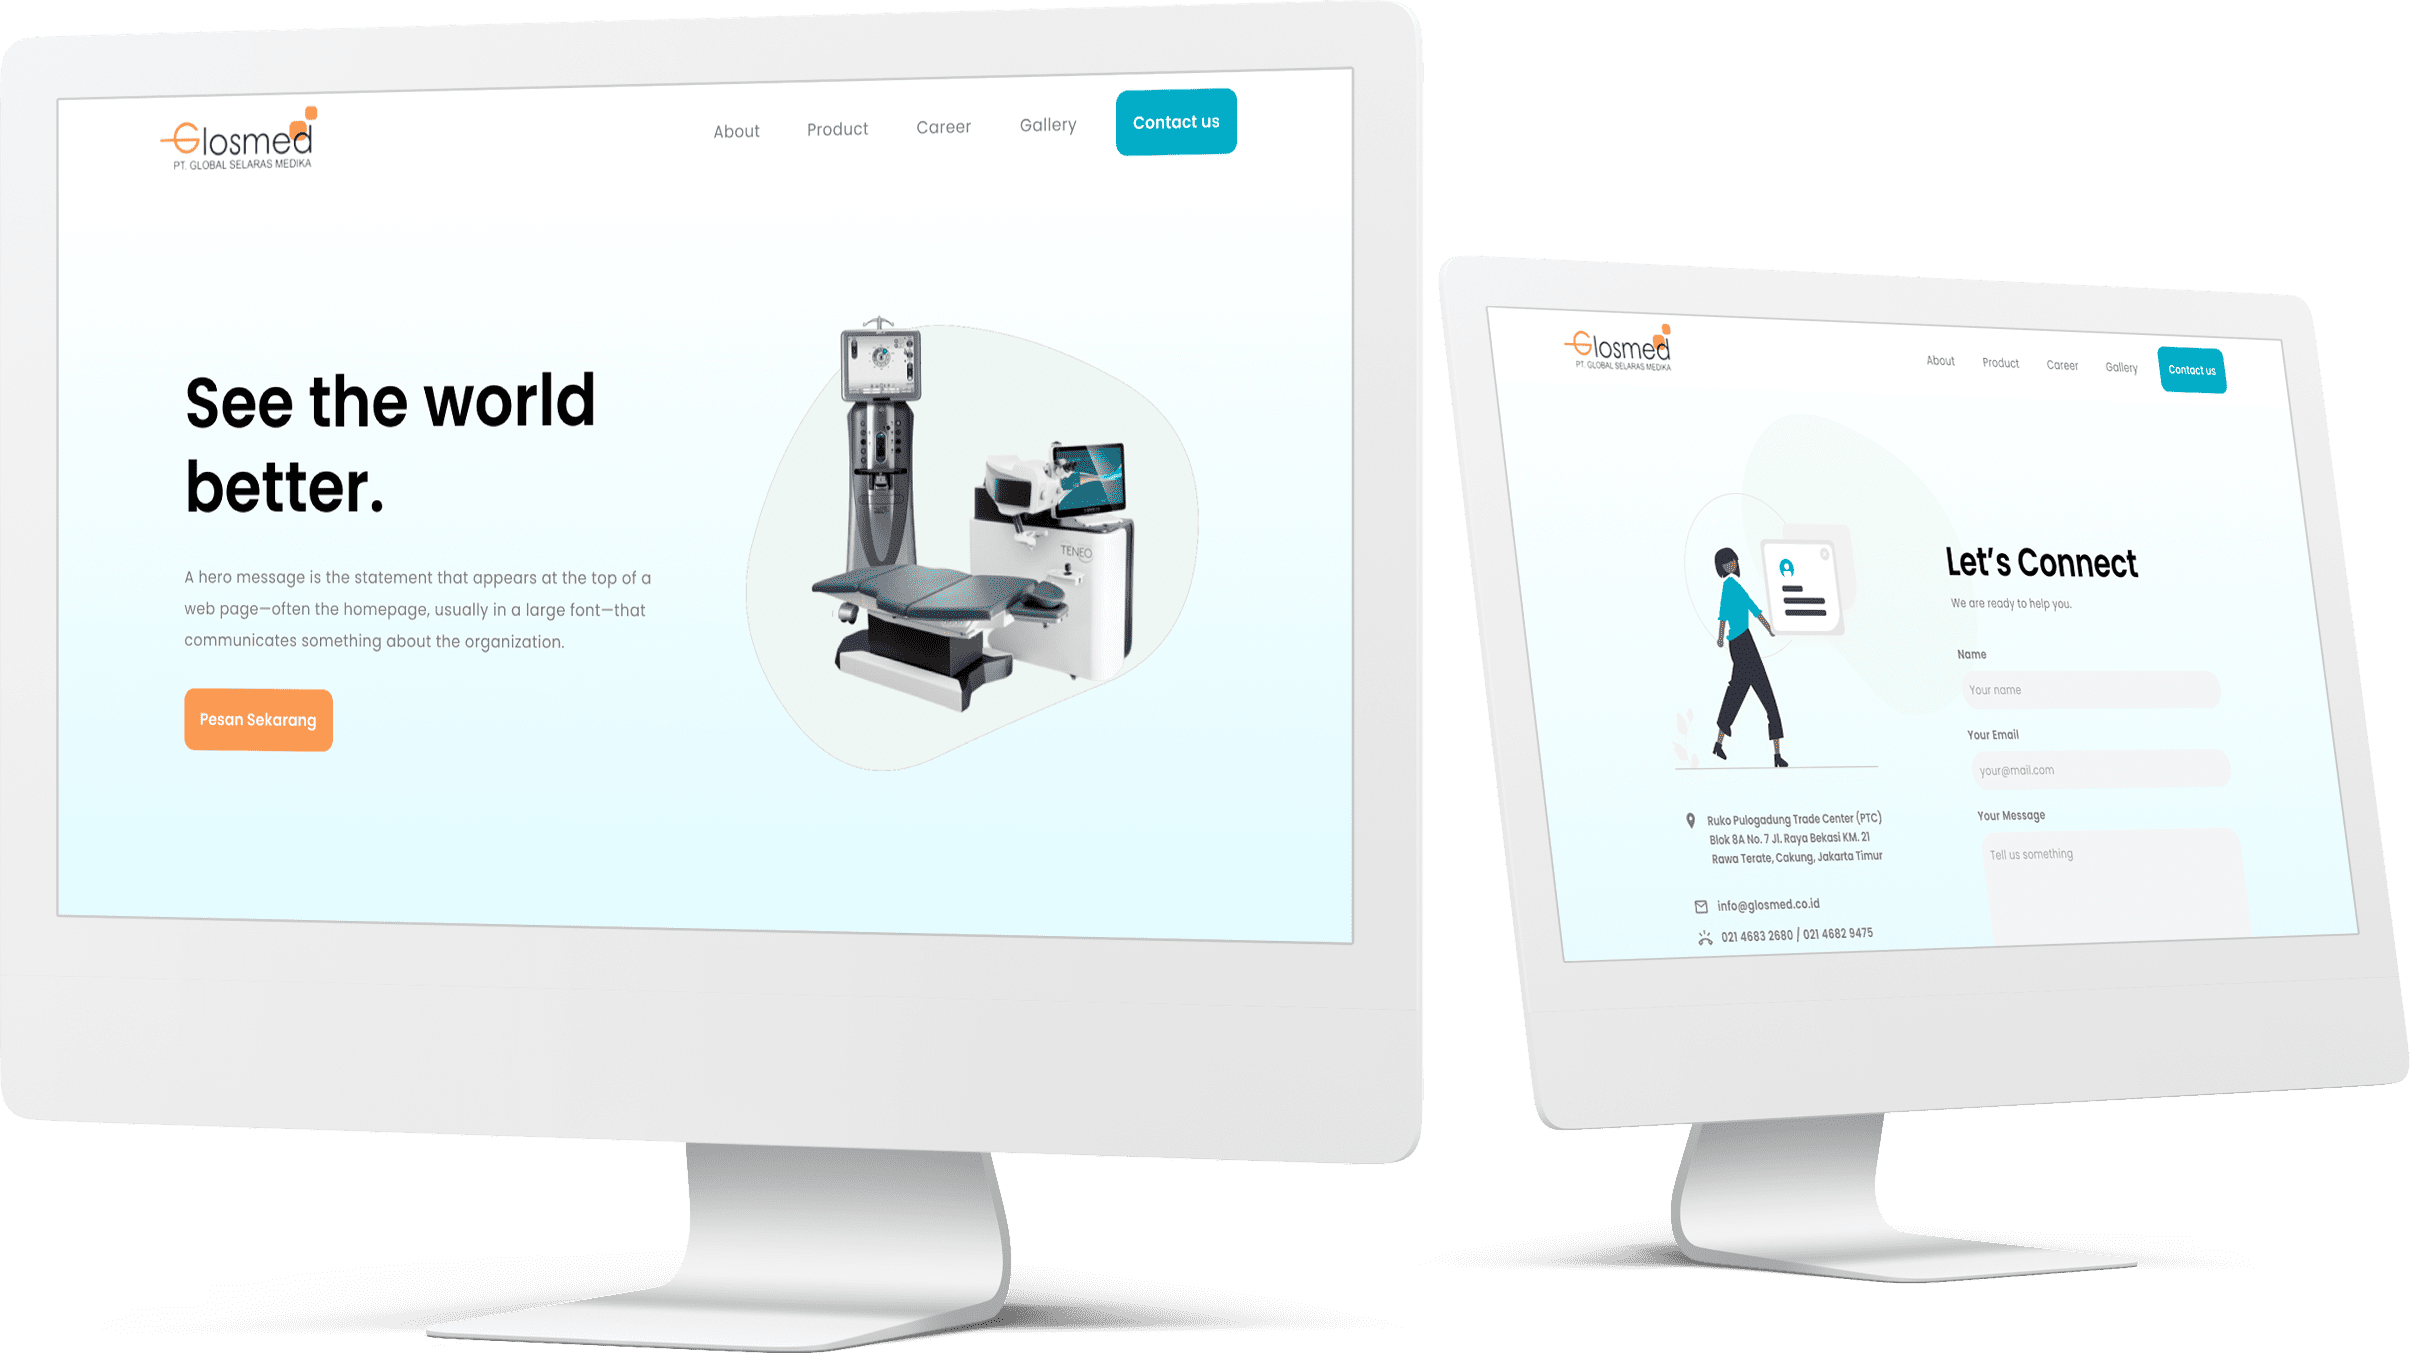 Glosmed
PT. GLOBAL SELARAS MEDIKA
About
Product
Career
Gallery
Contact us
See the world
better.
A hero message is the statement that appears at the top of a
web page—often the homepage, usually in a large font—that
communicates something about the organization.
Pesan Sekarang
TENEO
Glosmed
PT. GLOBAL SELARAS MEDIKA
About
Product
Career
Gallery
Contact us
Let's Connect
We are ready to help you.
Name
Your name
Your Email
your@mail.com
Your Message
Tell us something
Ruko Pulogadung Trade Center (PTC)
Blok 8A No. 7 Jl. Raya Bekasi KM. 21
Rawa Terate, Cakung, Jakarta Timur
info@glosmed.co.id
021 4683 2680 / 021 4682 9475